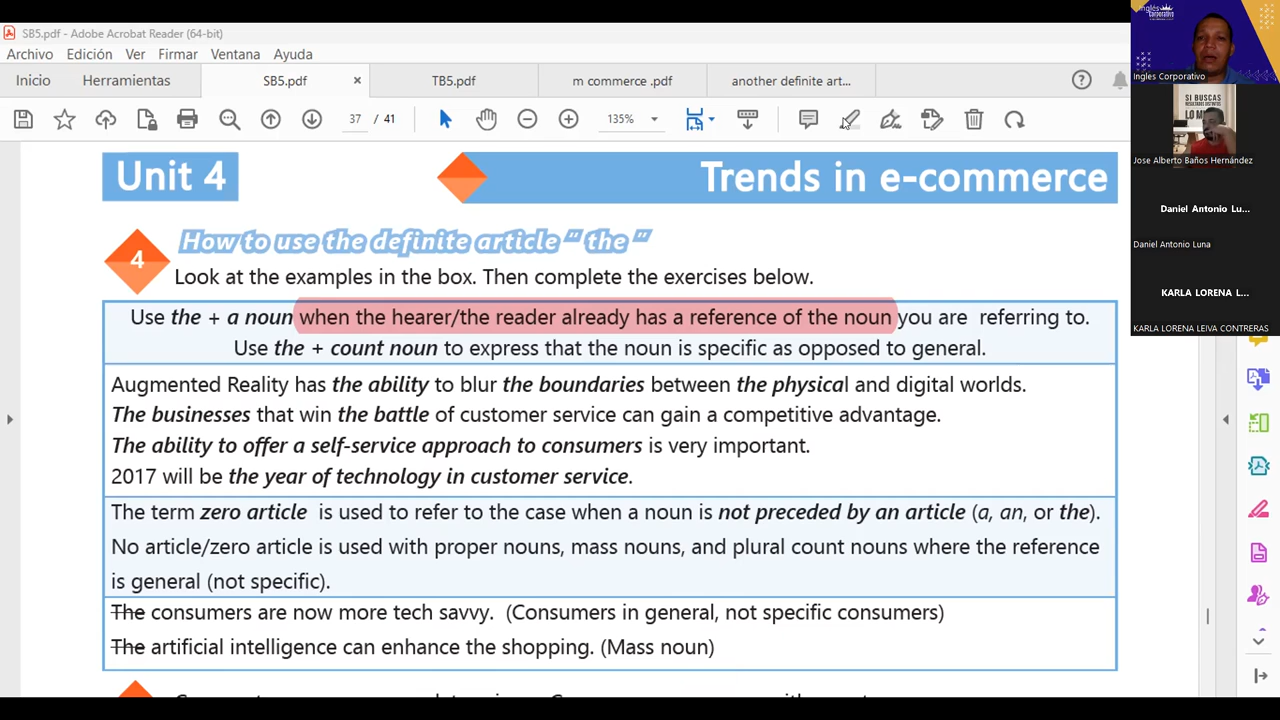 SB5.pdf - Adobe Acrobat Reader (64-bit)
Archivo Edición Ver Firmar Ventana Ayuda
Inicio Herramientas SB5.pdf × TB5.pdf m commerce .pdf another definite art...
37 / 41 135%
Unit 4 Trends in e-commerce
4 How to use the definite article " the "
Look at the examples in the box. Then complete the exercises below.
Use the + a noun when the hearer/the reader already has a reference of the noun you are referring to.
Use the + count noun to express that the noun is specific as opposed to general.
Augmented Reality has the ability to blur the boundaries between the physical and digital worlds.
The businesses that win the battle of customer service can gain a competitive advantage.
The ability to offer a self-service approach to consumers is very important.
2017 will be the year of technology in customer service.
The term zero article is used to refer to the case when a noun is not preceded by an article (a, an, or the).
No article/zero article is used with proper nouns, mass nouns, and plural count nouns where the reference
is general (not specific).
The consumers are now more tech savvy. (Consumers in general, not specific consumers)
The artificial intelligence can enhance the shopping. (Mass noun)
Inglés
Corporativo
Ingles Corporativo
SI BUSCAS
RESULTADOS
DISTINTOS
Jose Alberto Baños Hernández
Daniel Antonio Lu...
Daniel Antonio Luna
KARLA LORENA L...
KARLA LORENA LEIVA CONTRERAS